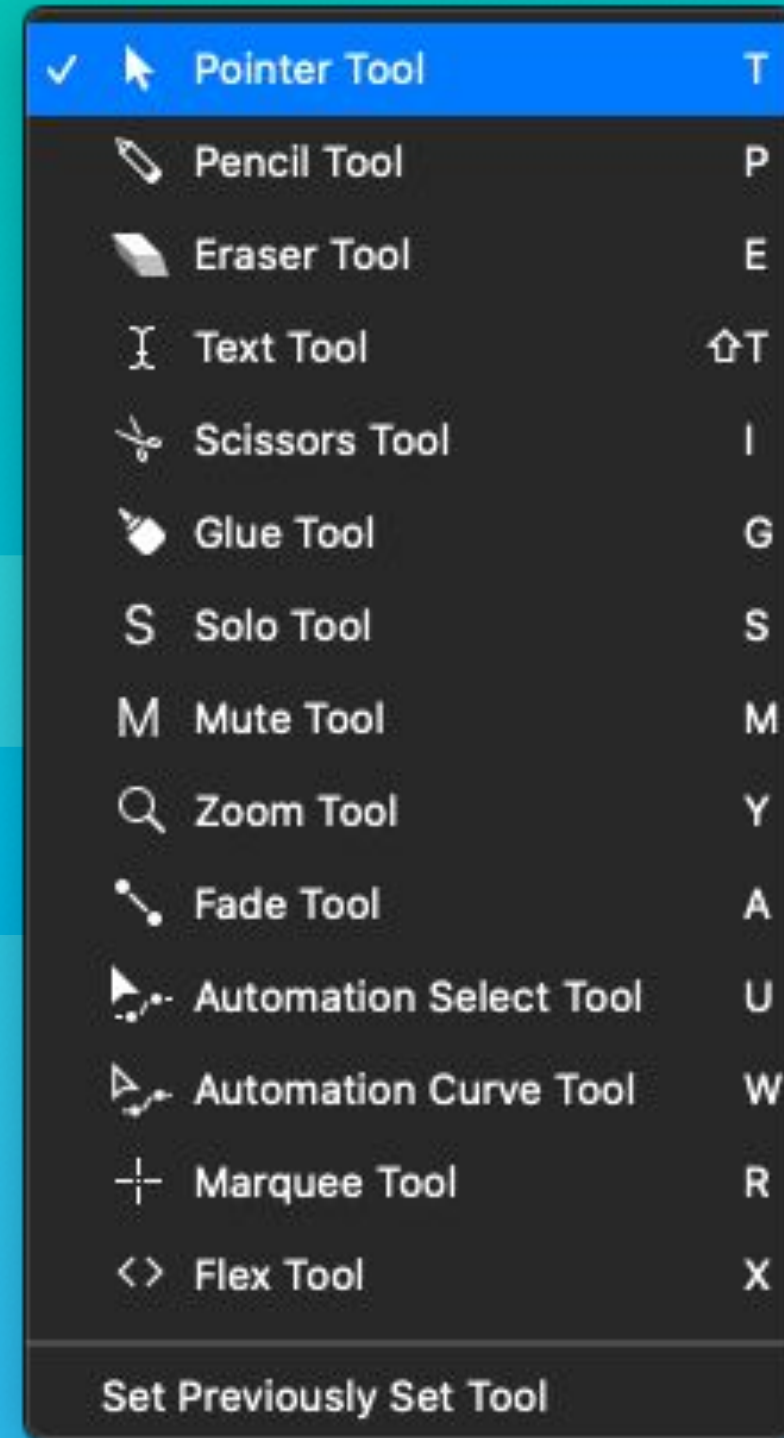 ✓ Pointer Tool T
Pencil Tool P
Eraser Tool E
Text Tool ⇧T
Scissors Tool I
Glue Tool G
S Solo Tool S
M Mute Tool M
Zoom Tool Y
Fade Tool A
Automation Select Tool U
Automation Curve Tool W
Marquee Tool R
Flex Tool X
Set Previously Set Tool